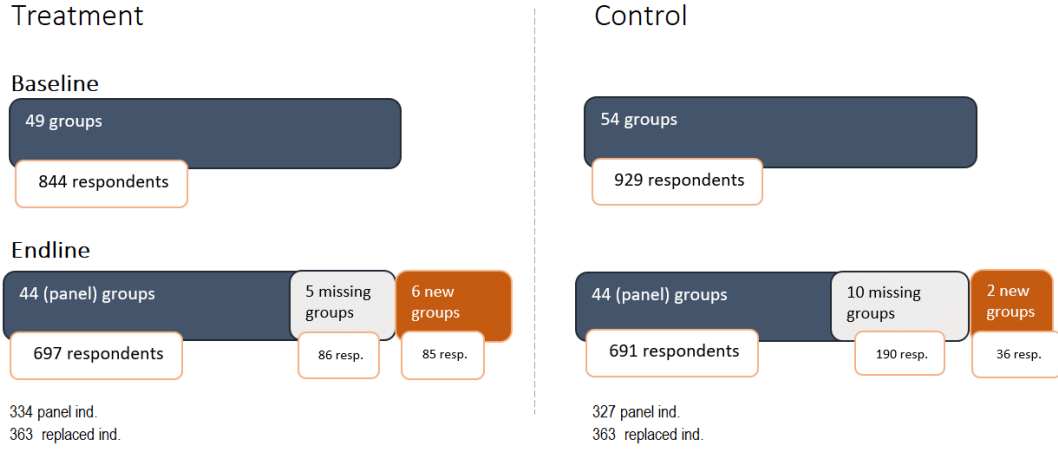 Treatment
Control
Baseline
49 groups
844 respondents
54 groups
929 respondents
Endline
44 (panel) groups
5 missing
groups
6 new
groups
697 respondents
86 resp.
85 resp.
44 (panel) groups
10 missing
groups
2 new
groups
691 respondents
190 resp.
36 resp.
334 panel ind.
363 replaced ind.
327 panel ind.
363 replaced ind.